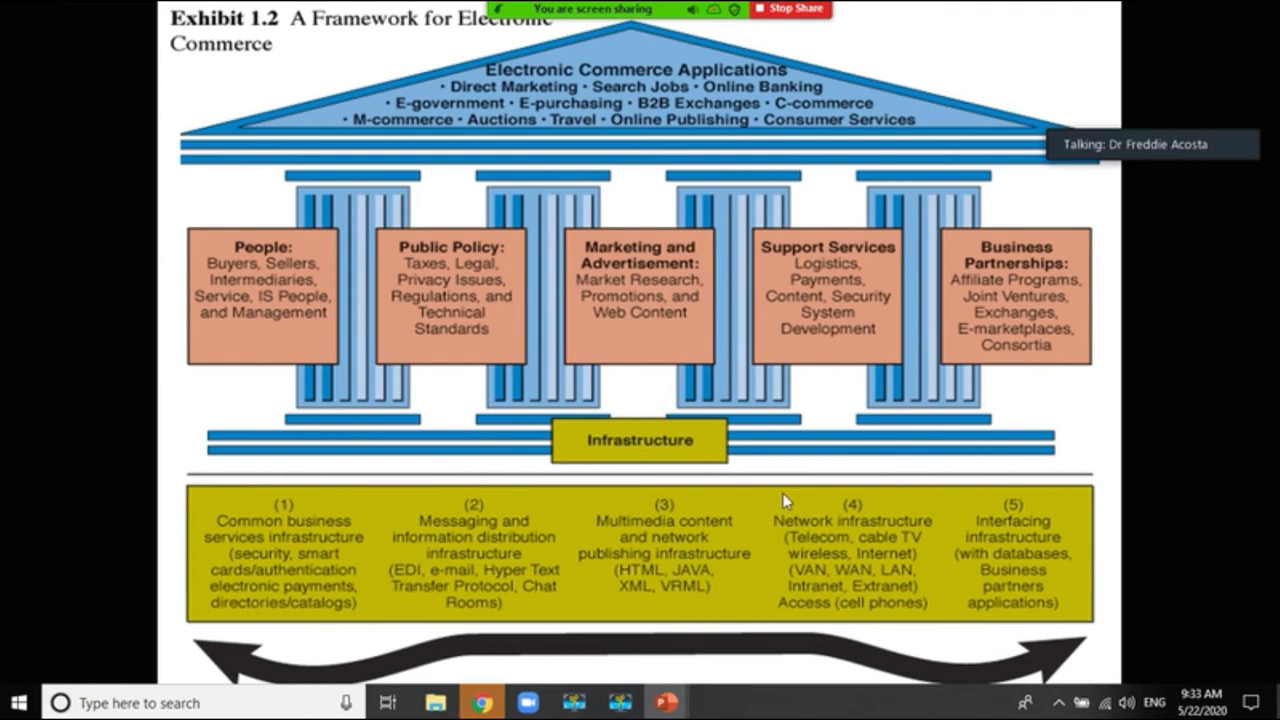 You are screen sharing
Stop Share
Exhibit 1.2 A Framework for Electronic
Commerce
Electronic Commerce Applications
• Direct Marketing • Search Jobs • Online Banking
• E-government • E-purchasing • B2B Exchanges • C-commerce
• M-commerce • Auctions • Travel • Online Publishing • Consumer Services
Talking: Dr Freddie Acosta
People:
Buyers, Sellers,
Intermediaries,
Service, IS People,
and Management
Public Policy:
Taxes, Legal,
Privacy Issues,
Regulations, and
Technical
Standards
Marketing and
Advertisement:
Market Research,
Promotions, and
Web Content
Support Services
Logistics,
Payments,
Content, Security
System
Development
Business
Partnerships:
Affiliate Programs,
Joint Ventures,
Exchanges,
E-marketplaces,
Consortia
Infrastructure
(1)
Common business
services infrastructure
(security, smart
cards/authentication
electronic payments,
directories/catalogs)
(2)
Messaging and
information distribution
infrastructure
(EDI, e-mail, Hyper Text
Transfer Protocol, Chat
Rooms)
(3)
Multimedia content
and network
publishing infrastructure
(HTML, JAVA,
XML, VRML)
(4)
Network infrastructure
(Telecom, cable TV
wireless, Internet)
(VAN, WAN, LAN,
Intranet, Extranet)
Access (cell phones)
(5)
Interfacing
infrastructure
(with databases,
Business
partners
applications)
Type here to search
ENG
9:33 AM
5/22/2020